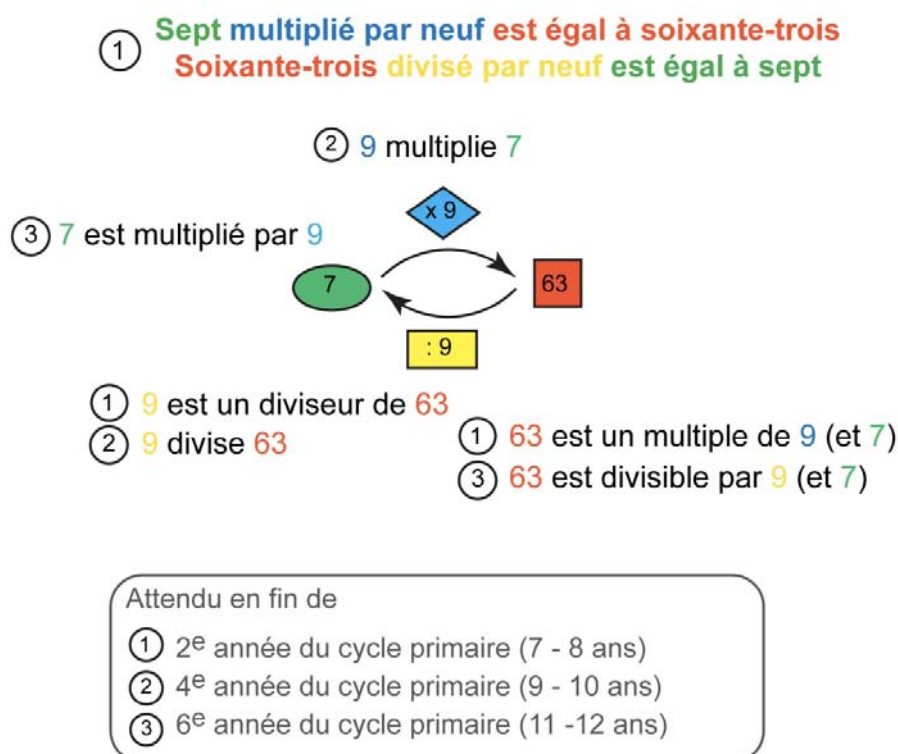 ① Sept multiplié par neuf est égal à soixante-trois
Soixante-trois divisé par neuf est égal à sept
② 9 multiplie 7
x 9
③ 7 est multiplié par 9
7
63
: 9
① 9 est un diviseur de 63
② 9 divise 63
① 63 est un multiple de 9 (et 7)
③ 63 est divisible par 9 (et 7)
Attendu en fin de
① 2e année du cycle primaire (7 - 8 ans)
② 4e année du cycle primaire (9 - 10 ans)
③ 6e année du cycle primaire (11 -12 ans)